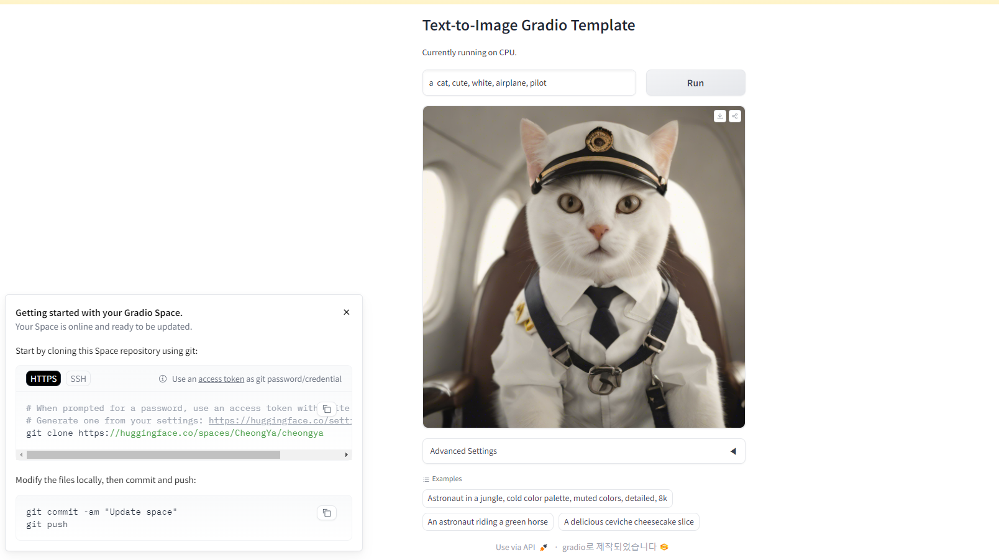 Text-to-Image Gradio Template
Currently running on CPU.
a  cat, cute, white, airplane, pilot
Run
Getting started with your Gradio Space.
Your Space is online and ready to be updated.
Start by cloning this Space repository using git:
HTTPS SSH Use an access token as git password/credential
# When prompted for a password, use an access token with
# Generate one from your settings: https://huggingface.co/setti
git clone https://huggingface.co/spaces/CheongYa/cheongya
Modify the files locally, then commit and push:
git commit -am "Update space"
git push
Advanced Settings
Examples
Astronaut in a jungle, cold color palette, muted colors, detailed, 8k
An astronaut riding a green horse
A delicious ceviche cheesecake slice
Use via API · gradio로 제작되었습니다